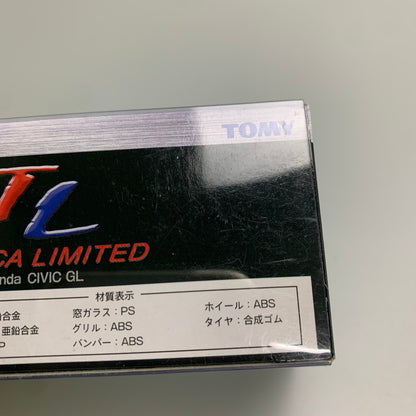 TOMY
TL
CA LIMITED
nda CIVIC GL
材質表示
鉛合金
亜鉛合金
P
窓ガラス：PS
グリル：ABS
バンパー：ABS
ホイール：ABS
タイヤ：合成ゴム